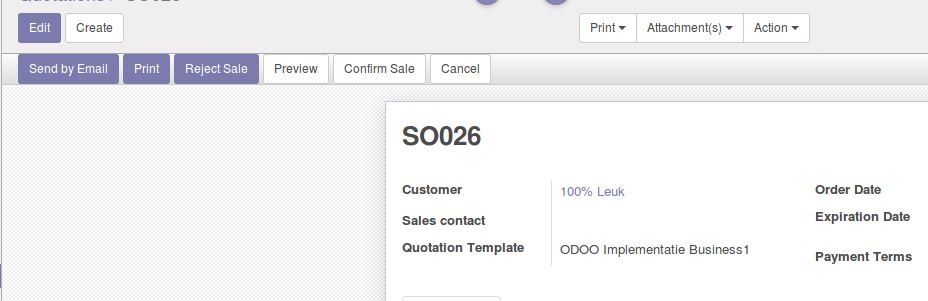 Edit Create Print Attachment(s) Action
Send by Email Print Reject Sale Preview Confirm Sale Cancel
SO026
Customer 100% Leuk Order Date
Sales contact Expiration Date
Quotation Template ODOO Implementatie Business1 Payment Terms